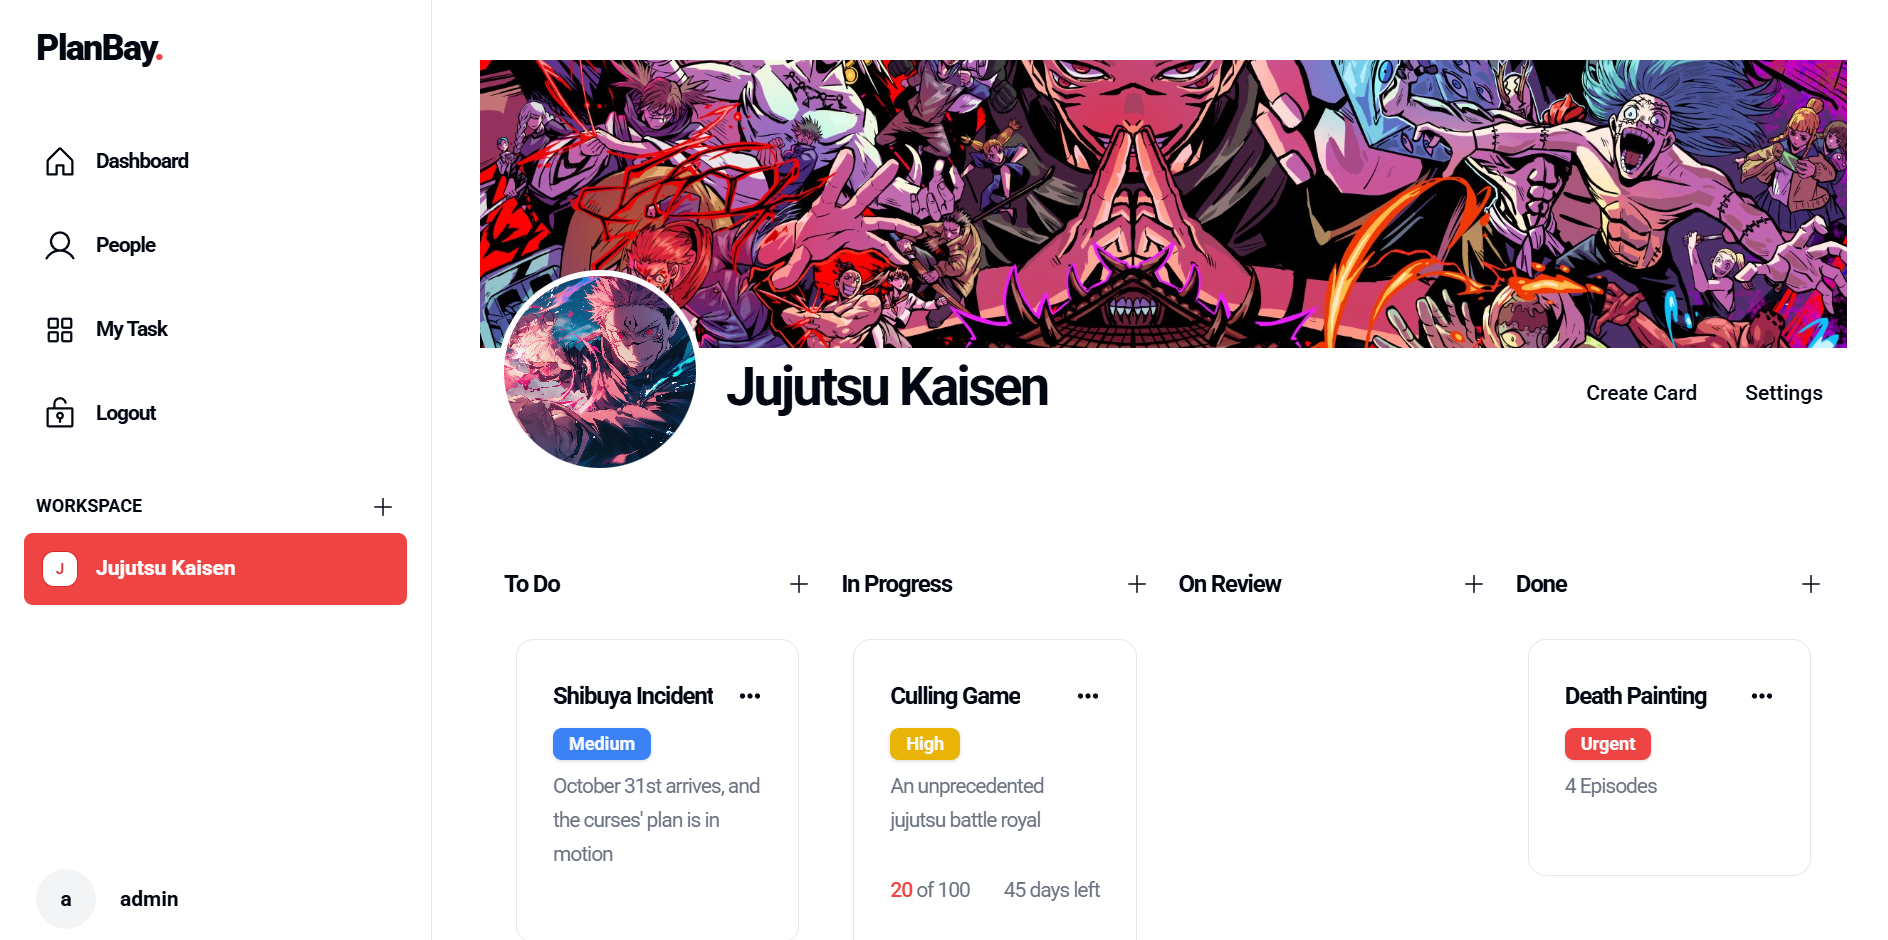 PlanBay.
Dashboard
People
My Task
Logout
WORKSPACE
J
Jujutsu Kaisen
a
admin
Jujutsu Kaisen
Create Card
Settings
To Do
In Progress
On Review
Done
Shibuya Incident
Medium
October 31st arrives, and
the curses' plan is in
motion
Culling Game
High
An unprecedented
jujutsu battle royal
20 of 100
45 days left
Death Painting
Urgent
4 Episodes